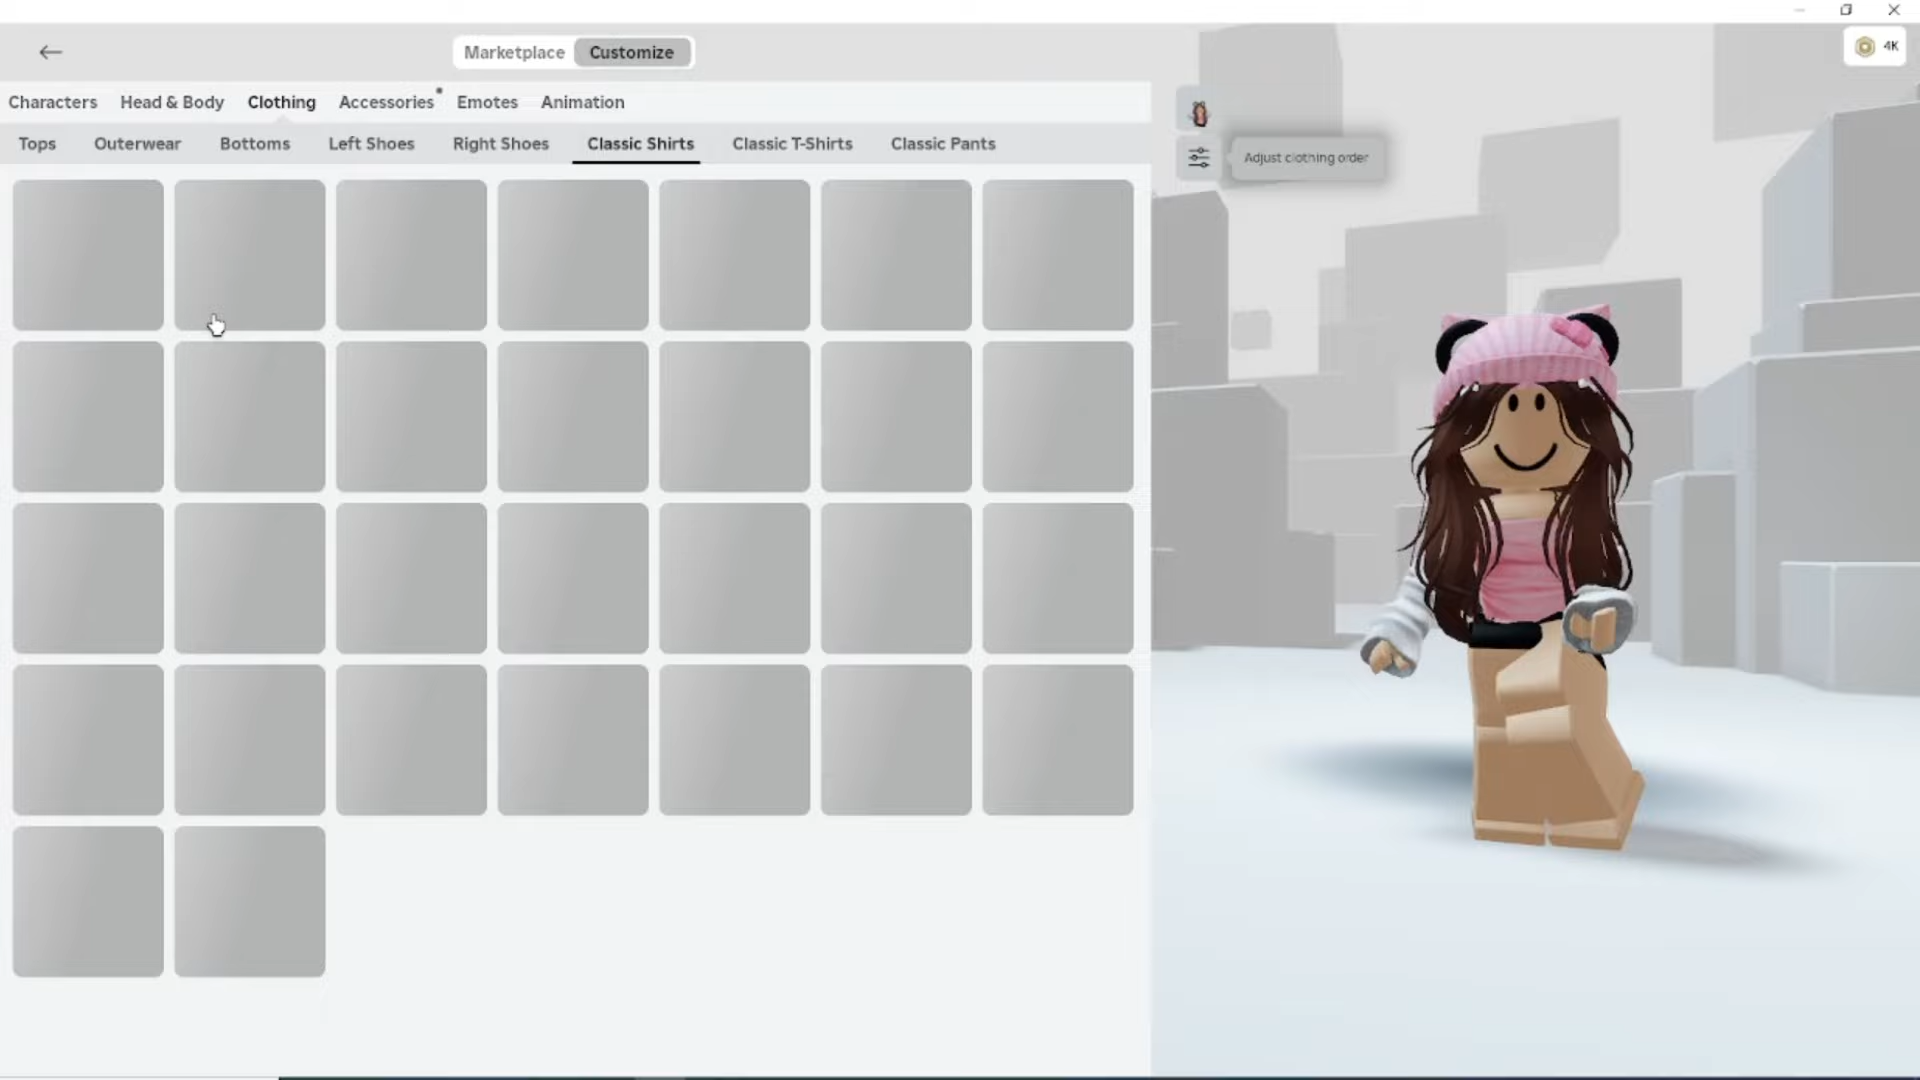 Marketplace Customize
4K
Characters Head & Body Clothing Accessories Emotes Animation
Tops Outerwear Bottoms Left Shoes Right Shoes Classic Shirts Classic T-Shirts Classic Pants
Adjust clothing order